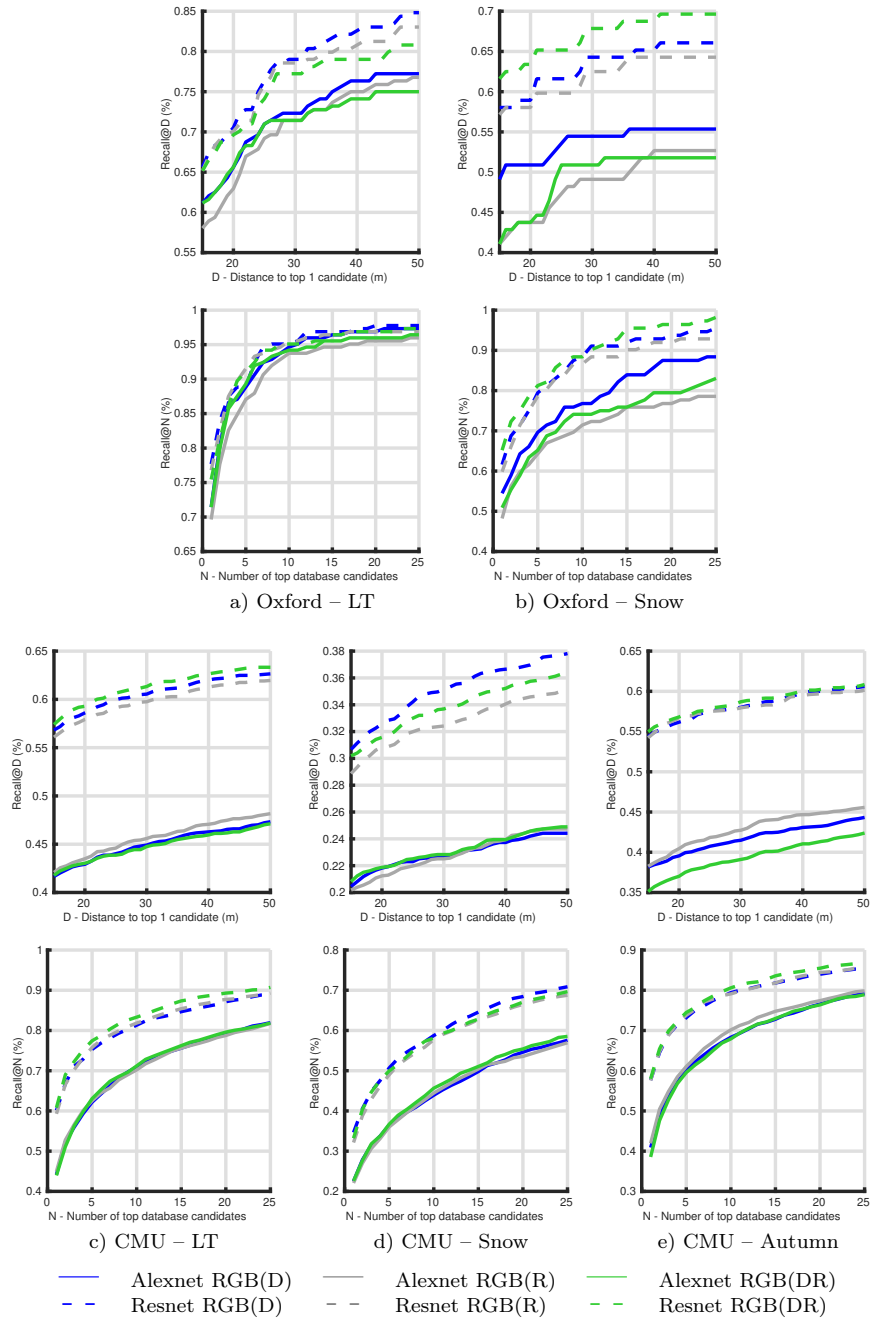 0.85
0.8
0.75
0.7
0.65
0.6
0.55
Recall@D (%)
20 30 40 50
D - Distance to top 1 candidate (m)
0.7
0.65
0.6
0.55
0.5
0.45
0.4
Recall@D (%)
20 30 40 50
D - Distance to top 1 candidate (m)
1
0.95
0.9
0.85
0.8
0.75
0.7
0.65
Recall@N (%)
0 5 10 15 20 25
N - Number of top database candidates
a) Oxford – LT
1
0.9
0.8
0.7
0.6
0.5
0.4
Recall@N (%)
0 5 10 15 20 25
N - Number of top database candidates
b) Oxford – Snow
0.65
0.6
0.55
0.5
0.45
0.4
Recall@D (%)
20 30 40 50
D - Distance to top 1 candidate (m)
0.38
0.36
0.34
0.32
0.3
0.28
0.26
0.24
0.22
0.2
Recall@D (%)
20 30 40 50
D - Distance to top 1 candidate (m)
0.65
0.6
0.55
0.5
0.45
0.4
0.35
Recall@D (%)
20 30 40 50
D - Distance to top 1 candidate (m)
1
0.9
0.8
0.7
0.6
0.5
0.4
Recall@N (%)
0 5 10 15 20 25
N - Number of top database candidates
c) CMU – LT
0.8
0.7
0.6
0.5
0.4
0.3
0.2
Recall@N (%)
0 5 10 15 20 25
N - Number of top database candidates
d) CMU – Snow
0.9
0.8
0.7
0.6
0.5
0.4
0.3
Recall@N (%)
0 5 10 15 20 25
N - Number of top database candidates
e) CMU – Autumn
Alexnet RGB(D) Alexnet RGB(R) Alexnet RGB(DR)
Resnet RGB(D) Resnet RGB(R) Resnet RGB(DR)